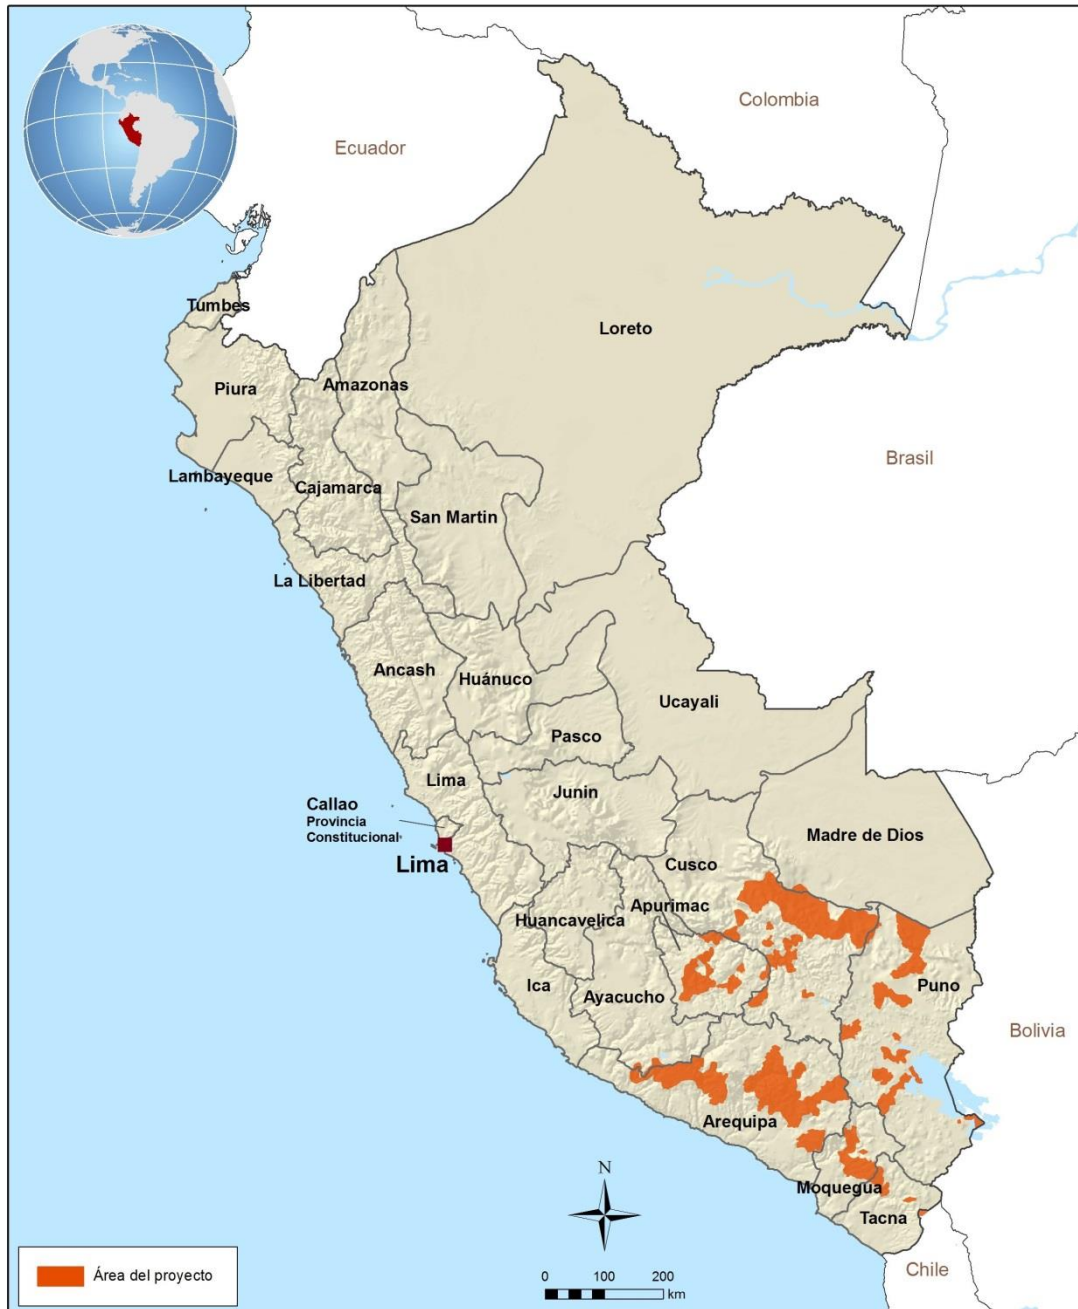 Colombia
Ecuador
Tumbes
Loreto
Piura
Amazonas
Brasil
Lambayeque
Cajamarca
San Martin
La Libertad
Ancash
Huánuco
Ucayali
Pasco
Lima
Junin
Callao
Provincia
Constitucional
Madre de Dios
Lima
Cusco
Apurimac
Huancavelica
Ica
Ayacucho
Puno
Bolivia
Arequipa
Moquegua
Tacna
N
Chile
Área del proyecto
0 100 200
km